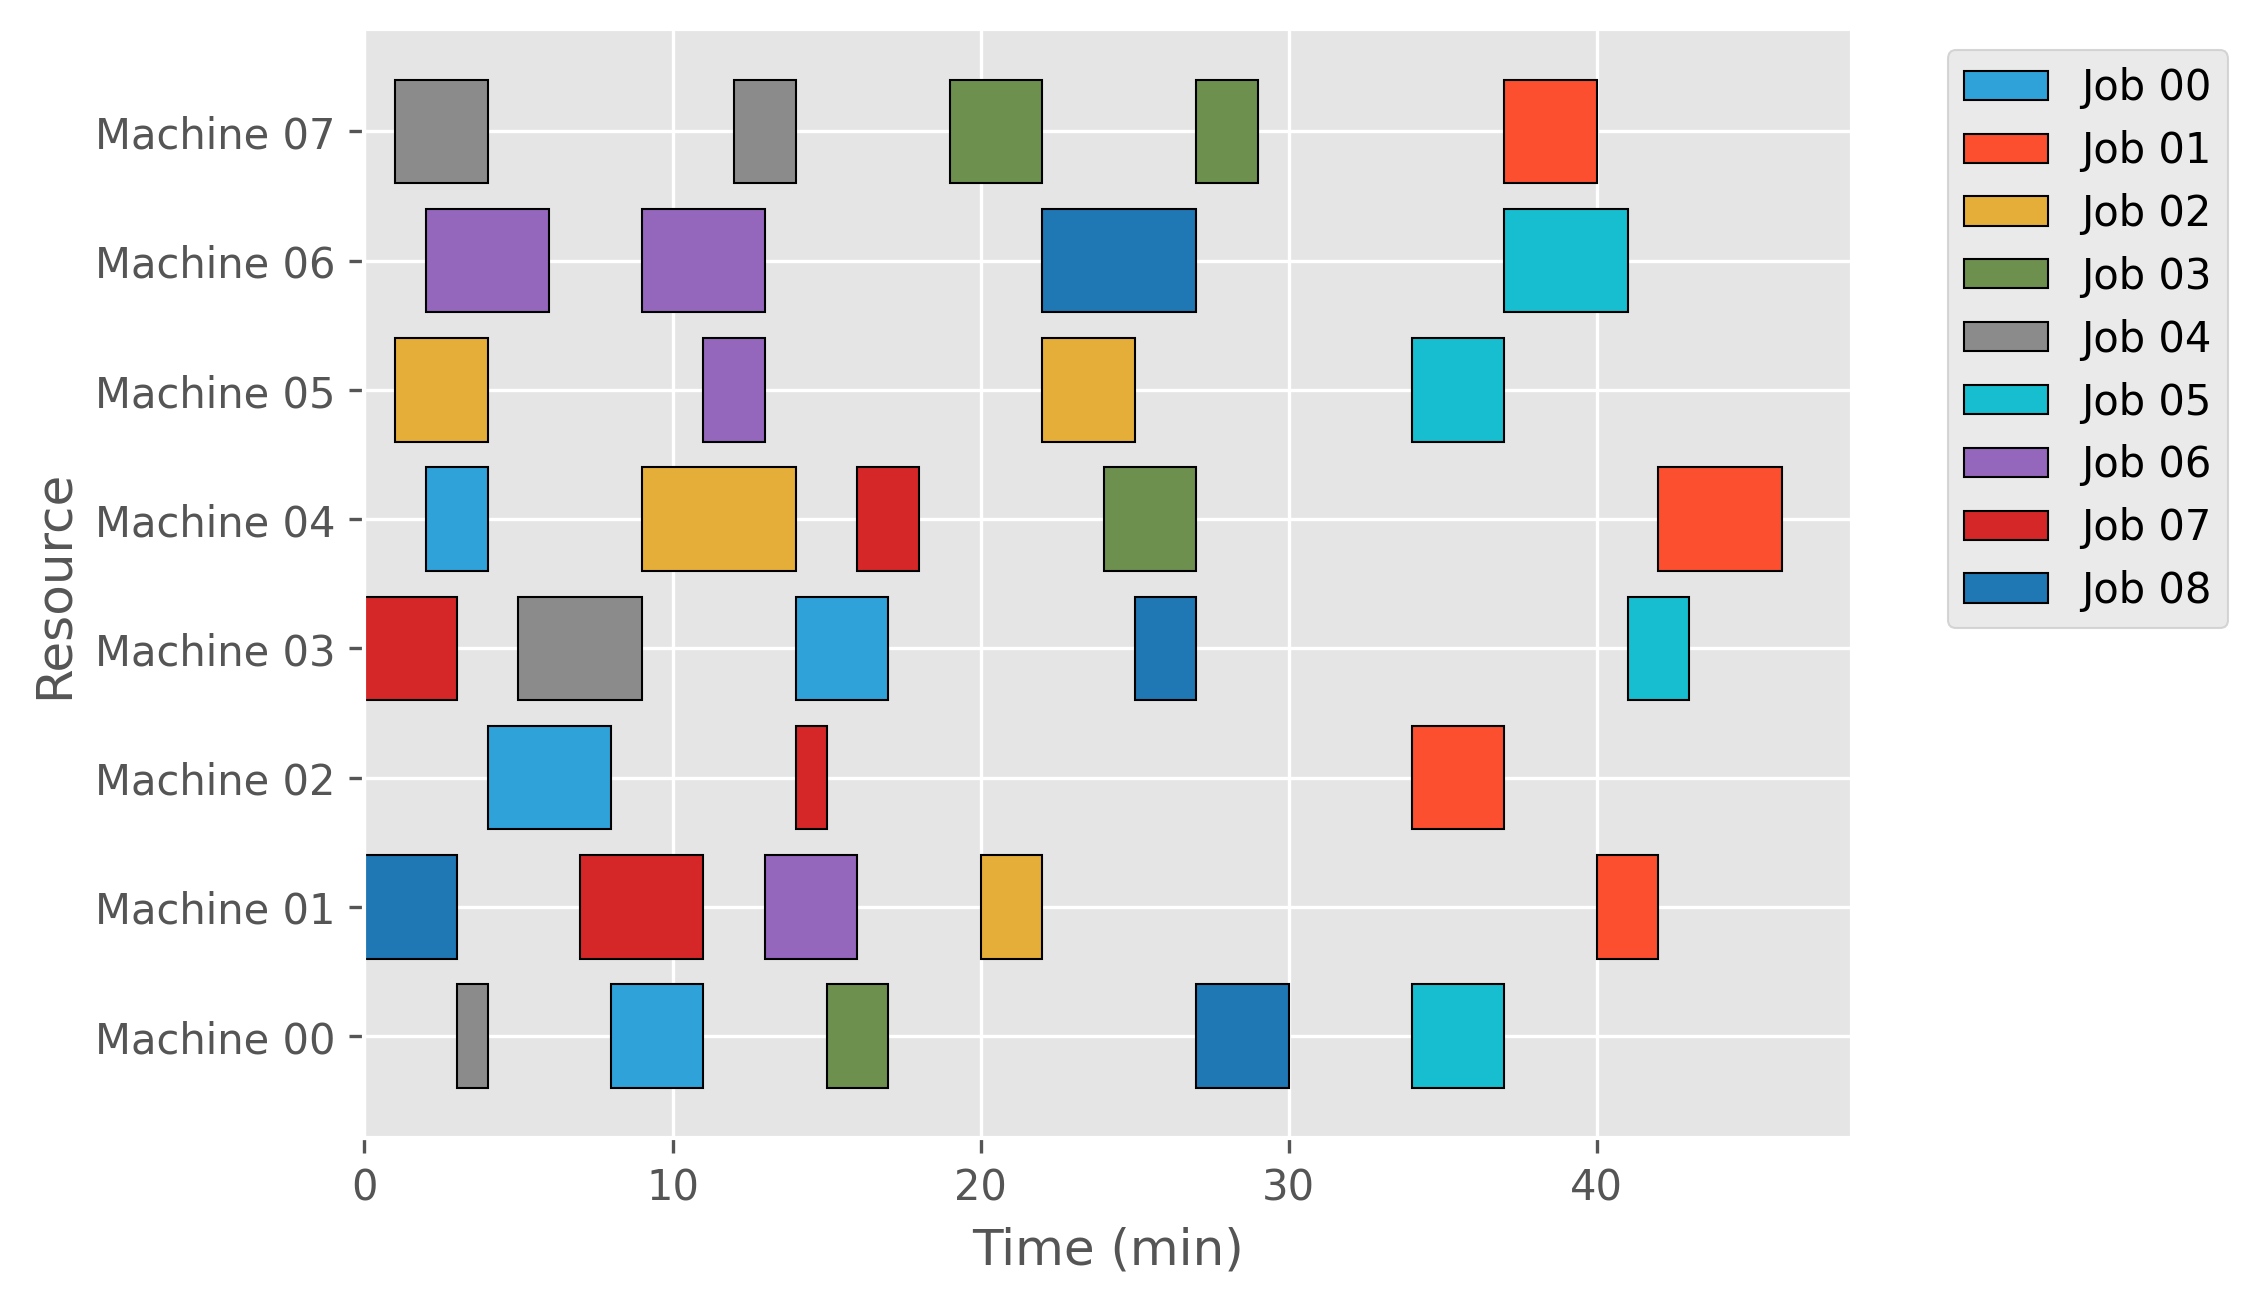 Resource
Machine 07
Machine 06
Machine 05
Machine 04
Machine 03
Machine 02
Machine 01
Machine 00
0 10 20 30 40
Time (min)
Job 00
Job 01
Job 02
Job 03
Job 04
Job 05
Job 06
Job 07
Job 08